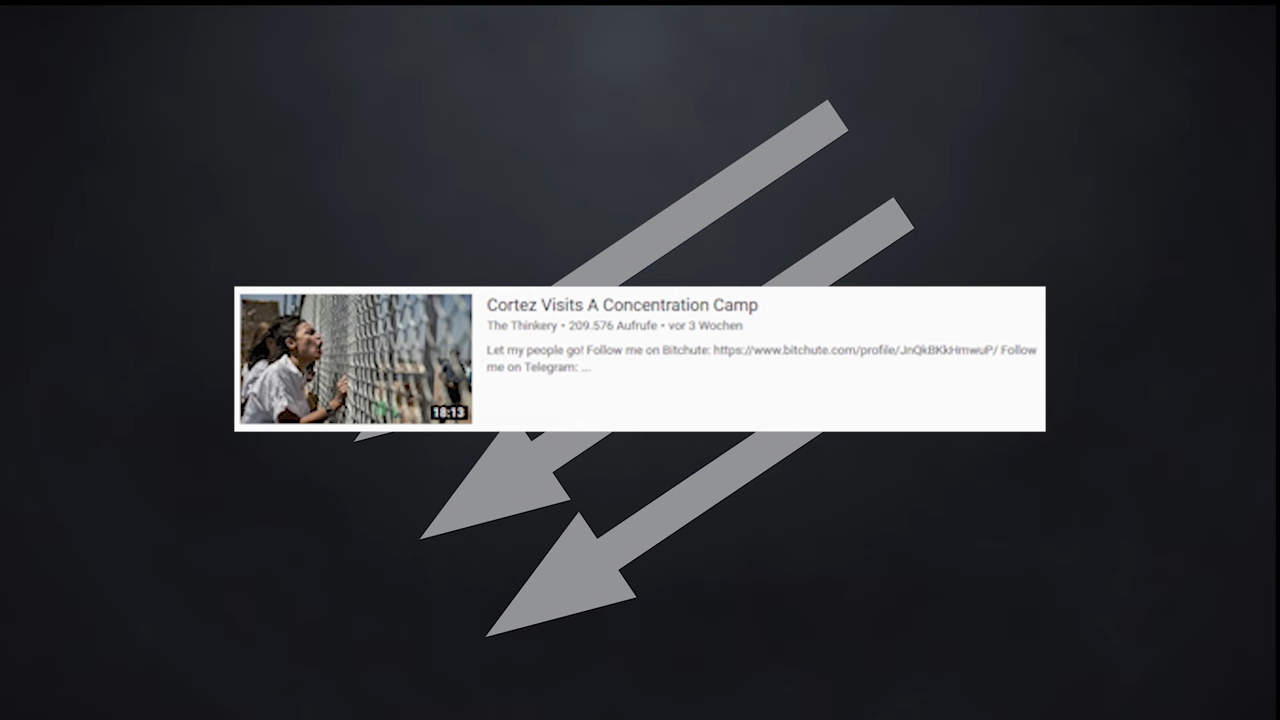 Cortez Visits A Concentration Camp
The Thinkery • 209.576 Aufrufe • vor 3 Wochen
Let my people go! Follow me on Bitchute: https://www.bitchute.com/profile/JnQkBKkHmwuP/ Follow
me on Telegram: ...
18:13